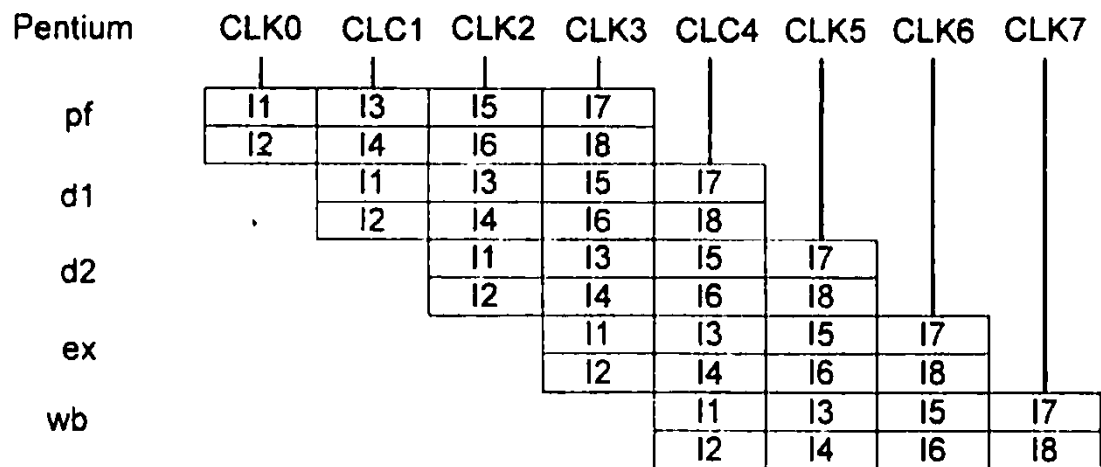 Pentium CLK0 CLC1 CLK2 CLK3 CLC4 CLK5 CLK6 CLK7
pf
I1 I3 I5 I7
I2 I4 I6 I8
d1
I1 I3 I5 I7
I2 I4 I6 I8
d2
I1 I3 I5 I7
I2 I4 I6 I8
ex
I1 I3 I5 I7
I2 I4 I6 I8
wb
I1 I3 I5 I7
I2 I4 I6 I8